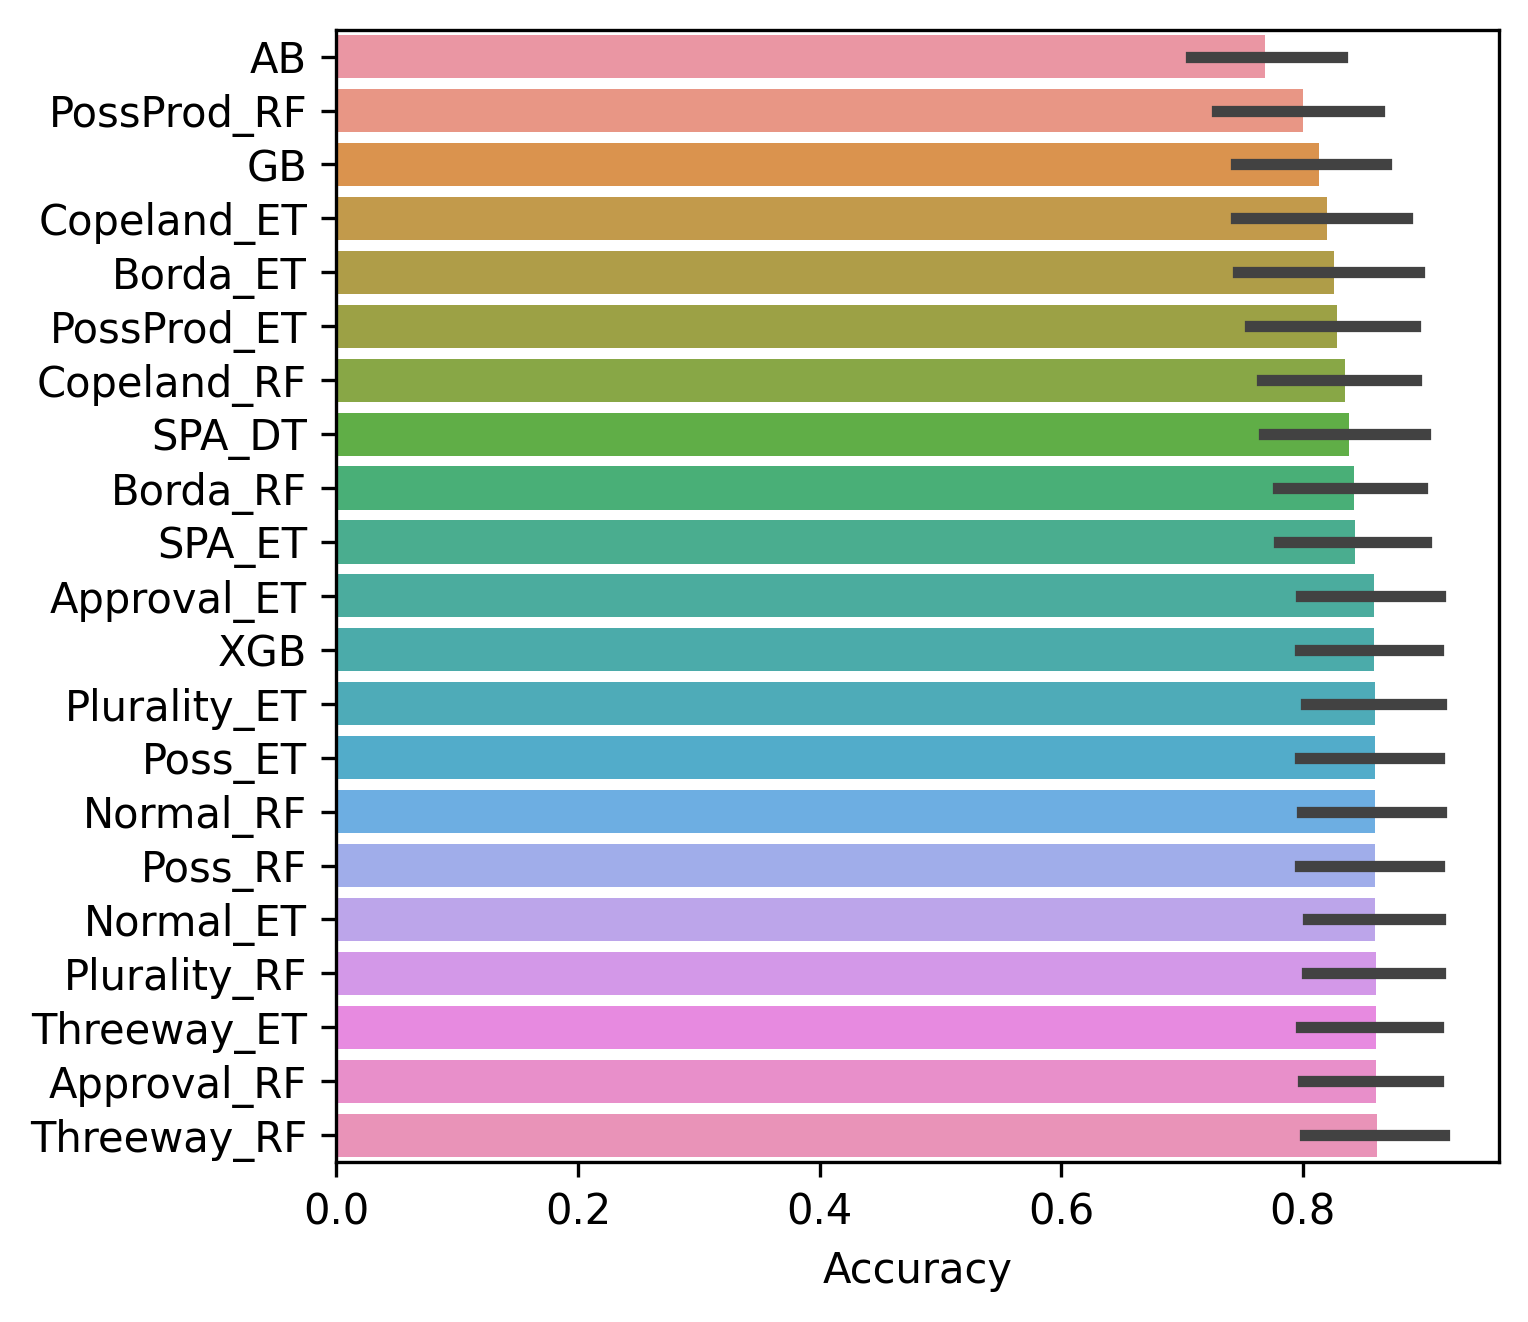 AB
PossProd_RF
GB
Copeland_ET
Borda_ET
PossProd_ET
Copeland_RF
SPA_DT
Borda_RF
SPA_ET
Approval_ET
XGB
Plurality_ET
Poss_ET
Normal_RF
Poss_RF
Normal_ET
Plurality_RF
Threeway_ET
Approval_RF
Threeway_RF
0.0 0.2 0.4 0.6 0.8
Accuracy